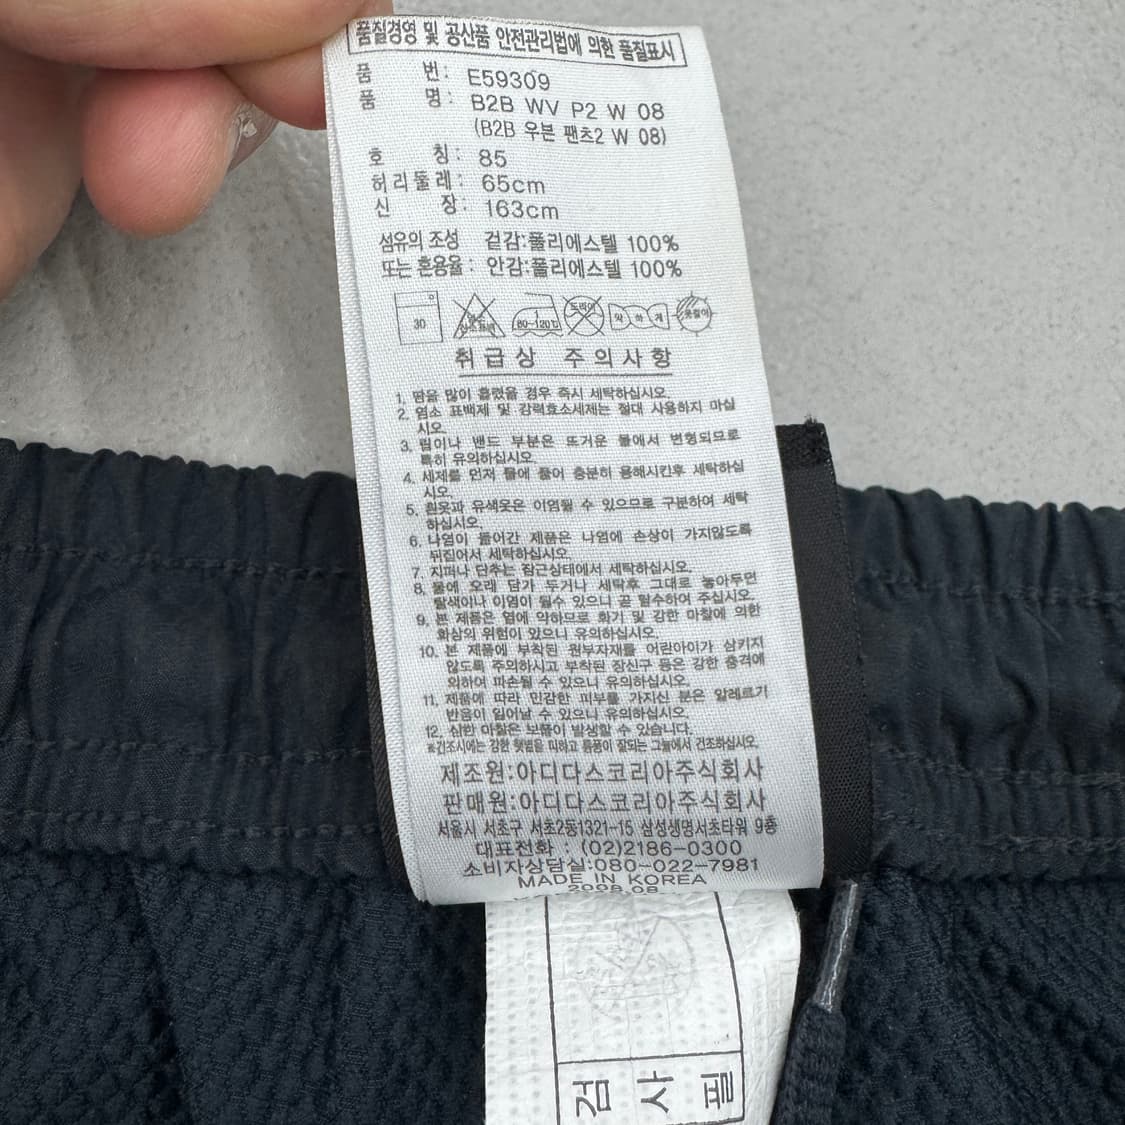 품질경영 및 공산품 안전관리법에 의한 품질표시
품 번: E59309
품 명: B2B WV P2 W 08
(B2B 우븐 팬츠2 W 08)
호 칭: 85
허리둘레: 65cm
신 장: 163cm
섬유의 조성 겉감:폴리에스텔 100%
또는 혼용율: 안감:폴리에스텔 100%
30 80~120℃ 드라이 약하게
취급상 주의사항
1. 땀을 많이 흘렸을 경우 즉시 세탁하십시오.
2. 염소 표백제 및 강력효소세제는 절대 사용하지 마십
시오.
3. 립이나 밴드 부분은 뜨거운 물에서 변형되므로
특히 유의하십시오.
4. 세제를 먼저 물에 풀어 충분히 용해시킨후 세탁하십
시오.
5. 흰옷과 유색옷은 이염될 수 있으므로 구분하여 세탁
하십시오.
6. 나염이 들어간 제품은 나염에 손상이 가지않도록
뒤집어서 세탁하십시오.
7. 지퍼나 단추는 잠근상태에서 세탁하십시오.
8. 물에 오래 담가 두거나 세탁후 그대로 놓아두면
탈색이나 이염이 될수 있으니 곧 탈수하여 주십시오.
9. 본 제품은 열에 약하므로 화기 및 강한 마찰에 의한
화상의 위험이 있으니 유의하십시오.
10. 본 제품에 부착된 원부자재를 어린아이가 삼키지
않도록 주의하시고 부착된 장신구 등은 강한 충격에
의하여 파손될 수 있으니 유의하십시오.
11. 제품에 따라 민감한 피부를 가지신 분은 알레르기
반응이 일어날 수 있으니 유의하십시오.
12. 심한 마찰은 보풀이 발생할 수 있습니다.
※건조시에는 강한 햇볕을 피하고 통풍이 잘되는 그늘에서 건조하십시오.
제조원:아디다스코리아주식회사
판매원:아디다스코리아주식회사
서울시 서초구 서초2동1321-15 삼성생명서초타워 9층
대표전화 : (02)2186-0300
소비자상담실:080-022-7981
MADE IN KOREA
2008.08
검사필